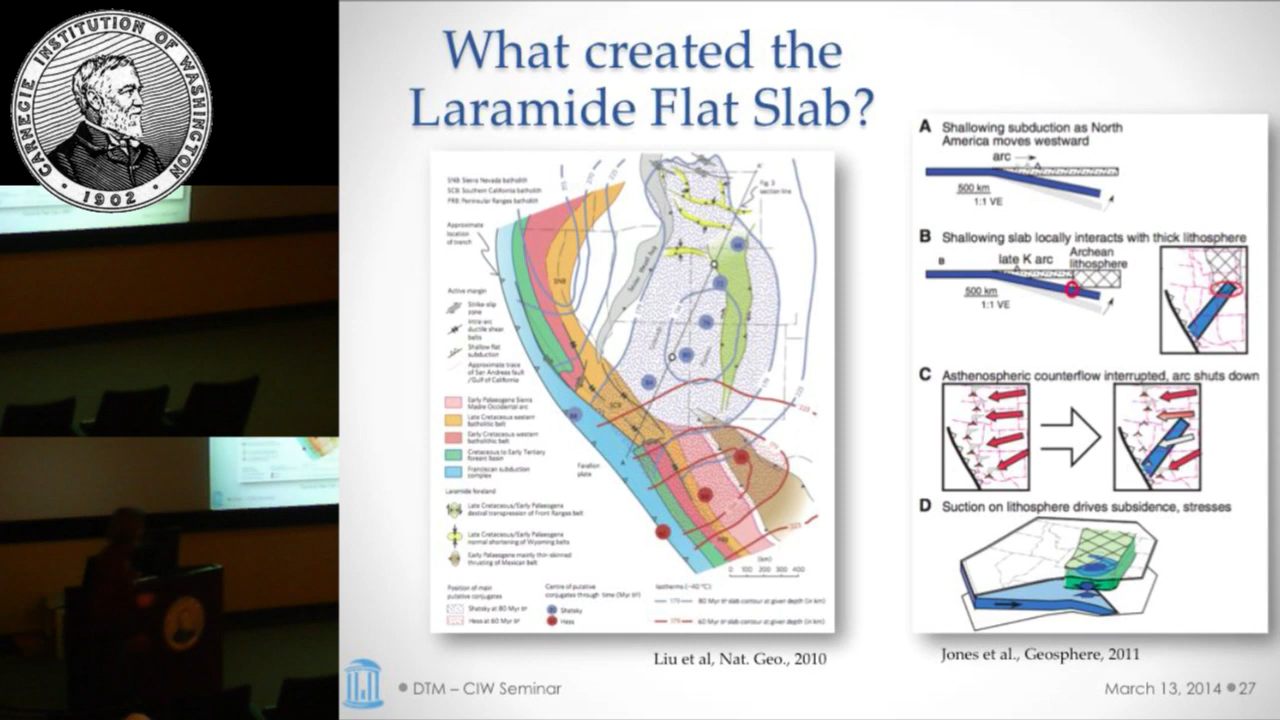 CARNEGIE INSTITUTION OF WASHINGTON
1902
What created the
Laramide Flat Slab?
SNB: Sierra Nevada batholith
SCB: Southern California batholith
PRB: Peninsular Ranges batholith
Approximate
location
of trench
Active margin
Strike-slip
zone
Intra-arc
ductile shear
belts
Shallow flat
subduction
Approximate trace
of San Andreas fault
/Gulf of California
Early Palaeogene Sierra
Madre Occidental arc
Late Cretaceous eastern
batholithic belt
Early Cretaceous western
batholithic belt
Cretaceous to Early Tertiary
forearc basin
Franciscan subduction
complex
Laramide foreland
Late Cretaceous/Early Palaeogene
dextral transpression of Front Ranges belt
Late Cretaceous/Early Palaeogene
normal shortening of Wyoming belts
Early Palaeogene mainly thin-skinned
thrusting of Mexican belt
Fig. 3
section line
SNB
SCB
Farallon
plate
(km)
0 100 200 300 400
Position of main
putative conjugates
Shatsky at 80 Myr BP
Hess at 60 Myr BP
Centre of putative
conjugates through time (Myr BP)
Shatsky
Hess
175 80 Myr BP slab contour at given depth (in km)
175 60 Myr BP slab contour at given depth (in km)
Liu et al, Nat. Geo., 2010
A Shallowing subduction as North
America moves westward
arc
500 km
1:1 VE
B Shallowing slab locally interacts with thick lithosphere
B
late K arc
Archean
lithosphere
500 km
1:1 VE
C Asthenospheric counterflow interrupted, arc shuts down
D Suction on lithosphere drives subsidence, stresses
Jones et al., Geosphere, 2011
DTM – CIW Seminar
March 13, 2014 • 27